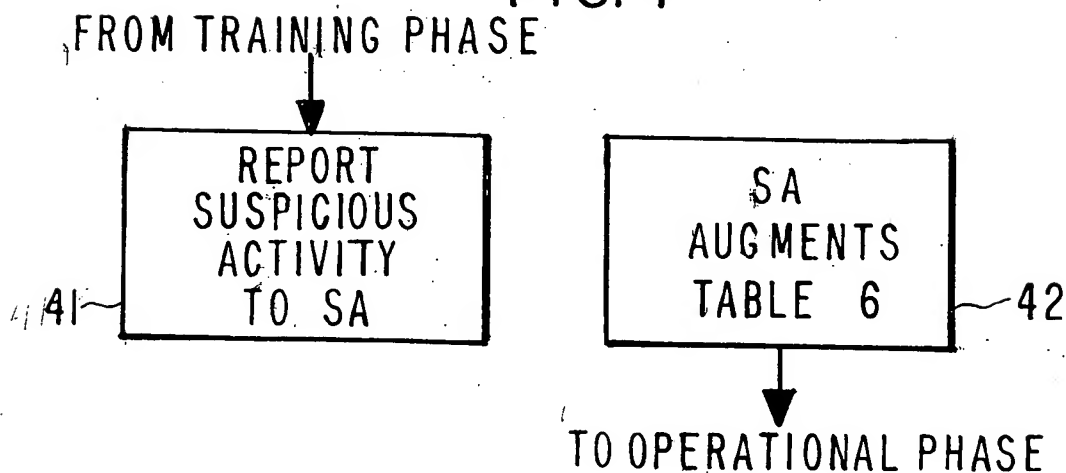 FROM TRAINING PHASE
REPORT
SUSPICIOUS
ACTIVITY
TO SA
41
SA
AUGMENTS
TABLE 6
42
TO OPERATIONAL PHASE